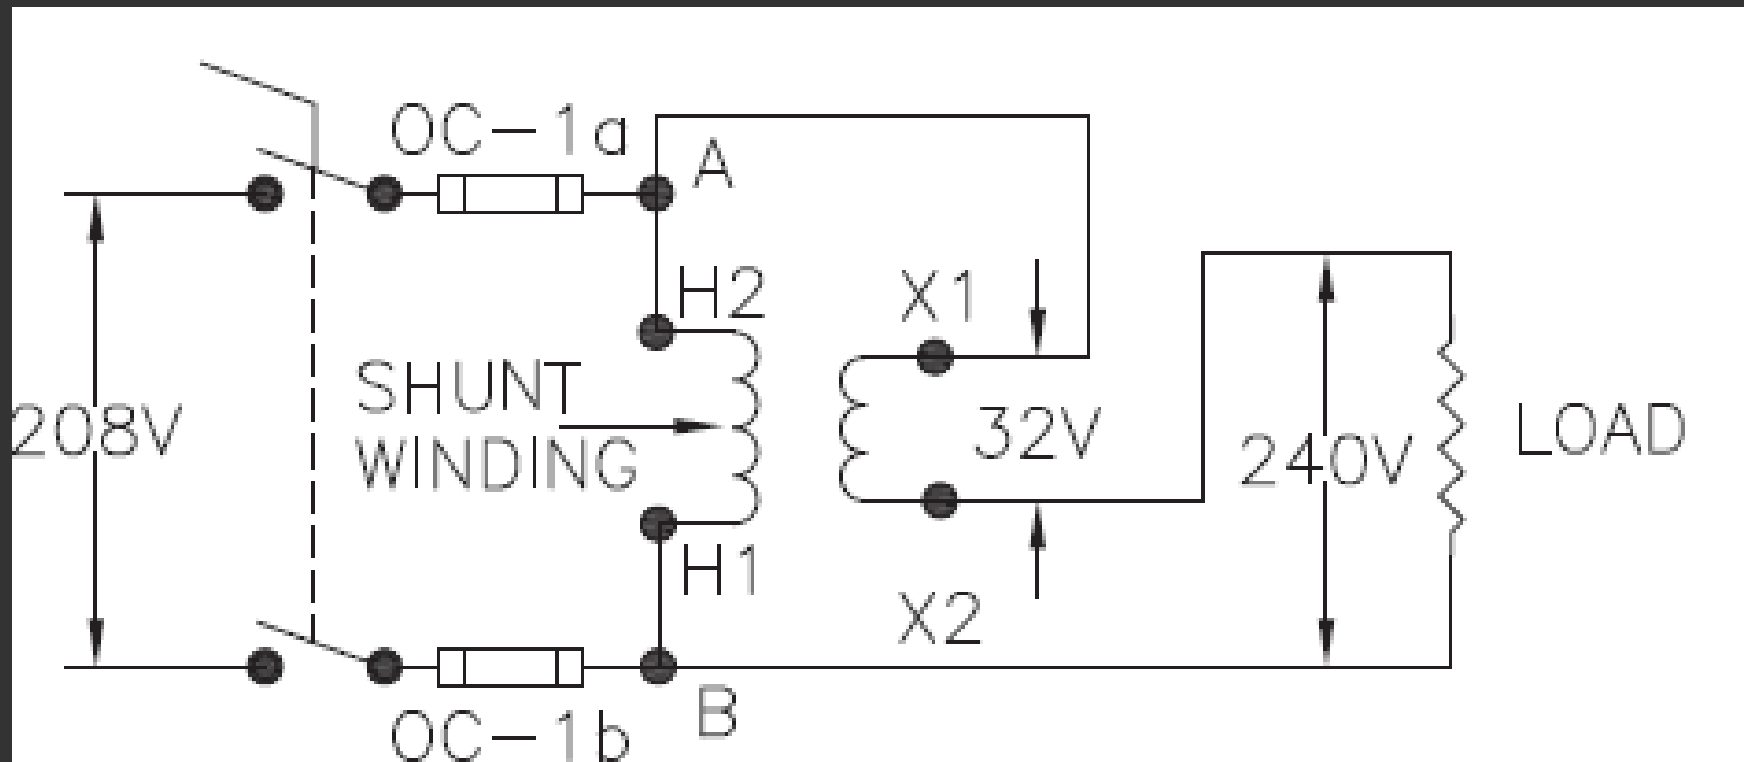 OC-1a
A
H2
X1
SHUNT
WINDING
208V
32V
240V
LOAD
H1
X2
B
OC-1b